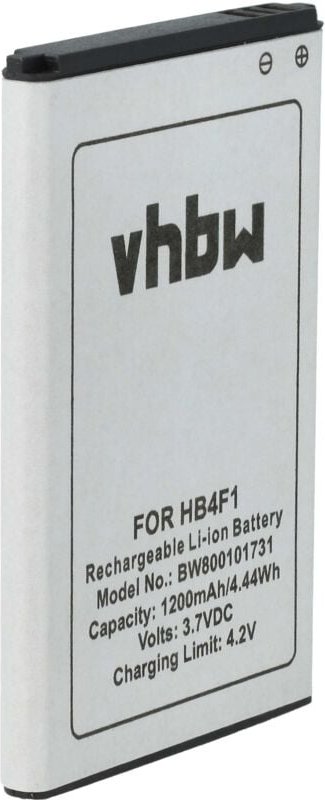 ⊖ ⊕
vhbw
FOR HB4F1
Rechargeable Li-ion Battery
Model No.: BW800101731
Capacity: 1200mAh/4.44Wh
Volts: 3.7VDC
Charging Limit: 4.2V